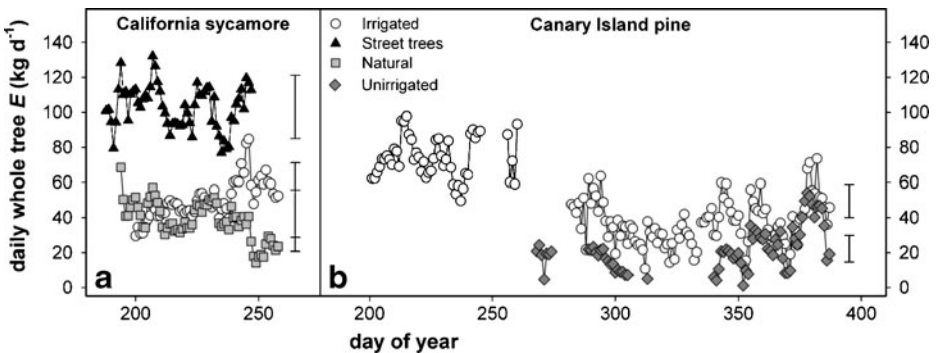 California sycamore
Canary Island pine
Irrigated
Street trees
Natural
Unirrigated
daily whole tree E (kg d⁻¹)
140
120
100
80
60
40
20
0
140
120
100
80
60
40
20
0
a
b
200
250
200
250
300
350
400
day of year